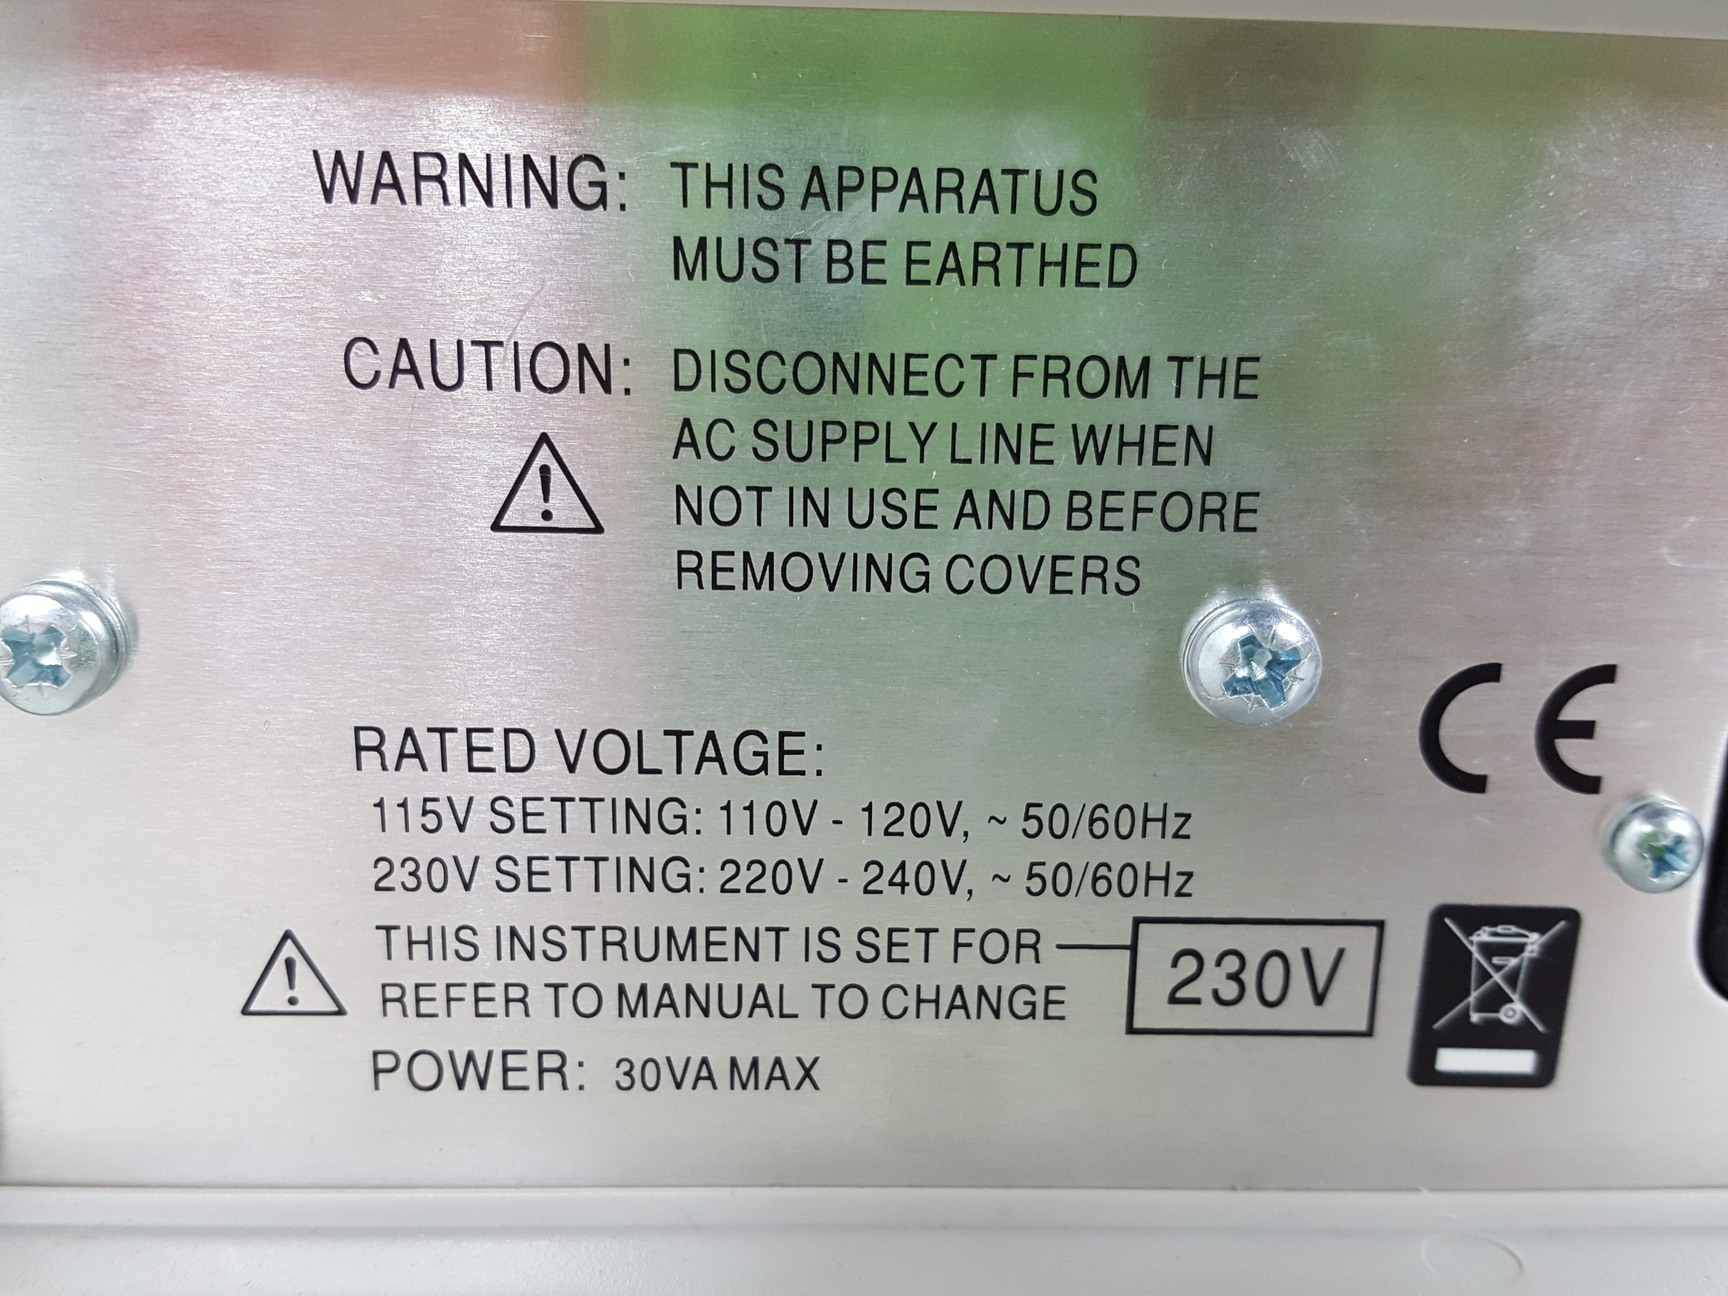 WARNING: THIS APPARATUS
MUST BE EARTHED
CAUTION: DISCONNECT FROM THE
AC SUPPLY LINE WHEN
NOT IN USE AND BEFORE
REMOVING COVERS
CE
RATED VOLTAGE:
115V SETTING: 110V - 120V, ~ 50/60Hz
230V SETTING: 220V - 240V, ~ 50/60Hz
THIS INSTRUMENT IS SET FOR 230V
REFER TO MANUAL TO CHANGE
POWER: 30VA MAX